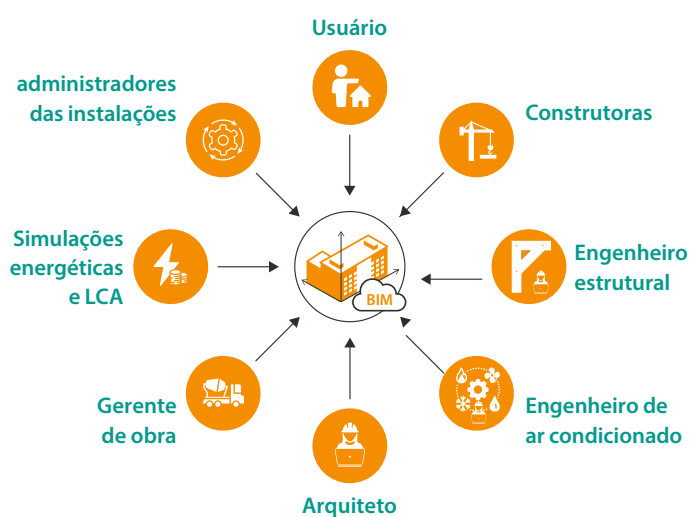 Usuário
administradores
das instalações
Construtoras
Simulações
energéticas
e LCA
Engenheiro
estrutural
BIM
Gerente
de obra
Engenheiro de
ar condicionado
Arquiteto